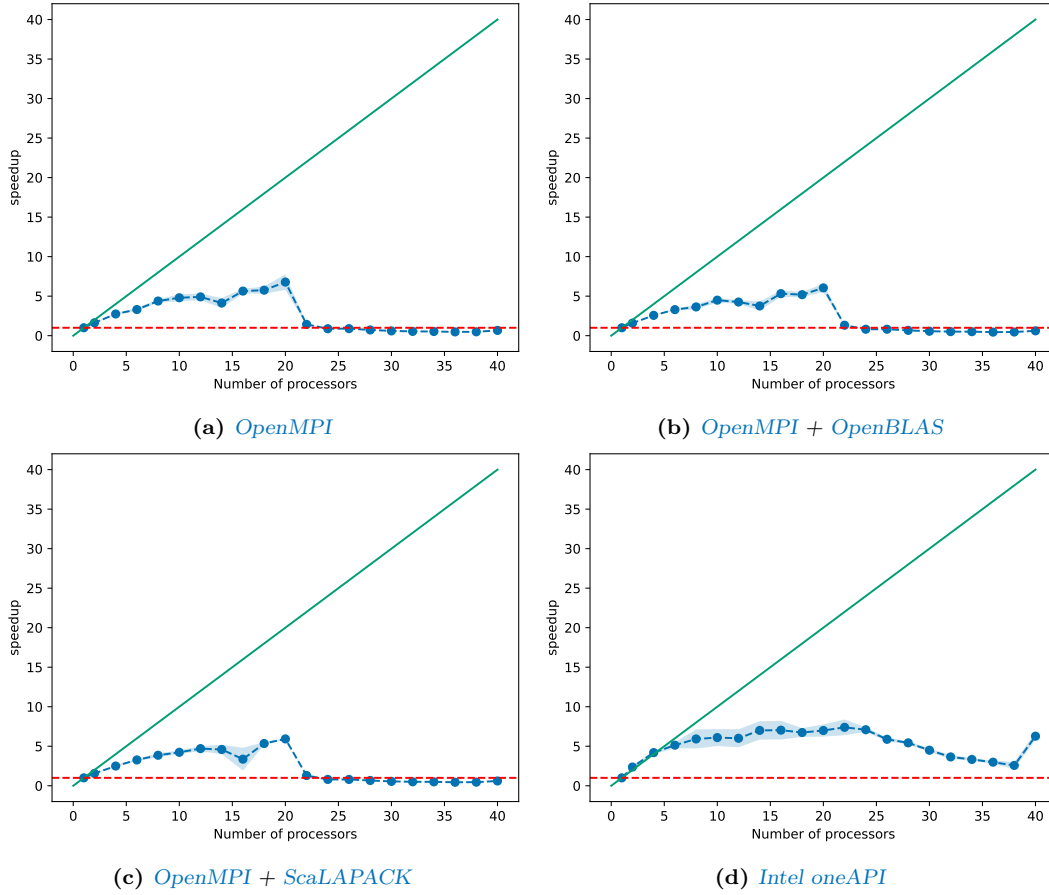 40
35
30
25
20
15
10
5
0
speedup
0 5 10 15 20 25 30 35 40
Number of processors
(a) OpenMPI
40
35
30
25
20
15
10
5
0
speedup
0 5 10 15 20 25 30 35 40
Number of processors
(b) OpenMPI + OpenBLAS
40
35
30
25
20
15
10
5
0
speedup
0 5 10 15 20 25 30 35 40
Number of processors
(c) OpenMPI + ScaLAPACK
40
35
30
25
20
15
10
5
0
speedup
0 5 10 15 20 25 30 35 40
Number of processors
(d) Intel oneAPI